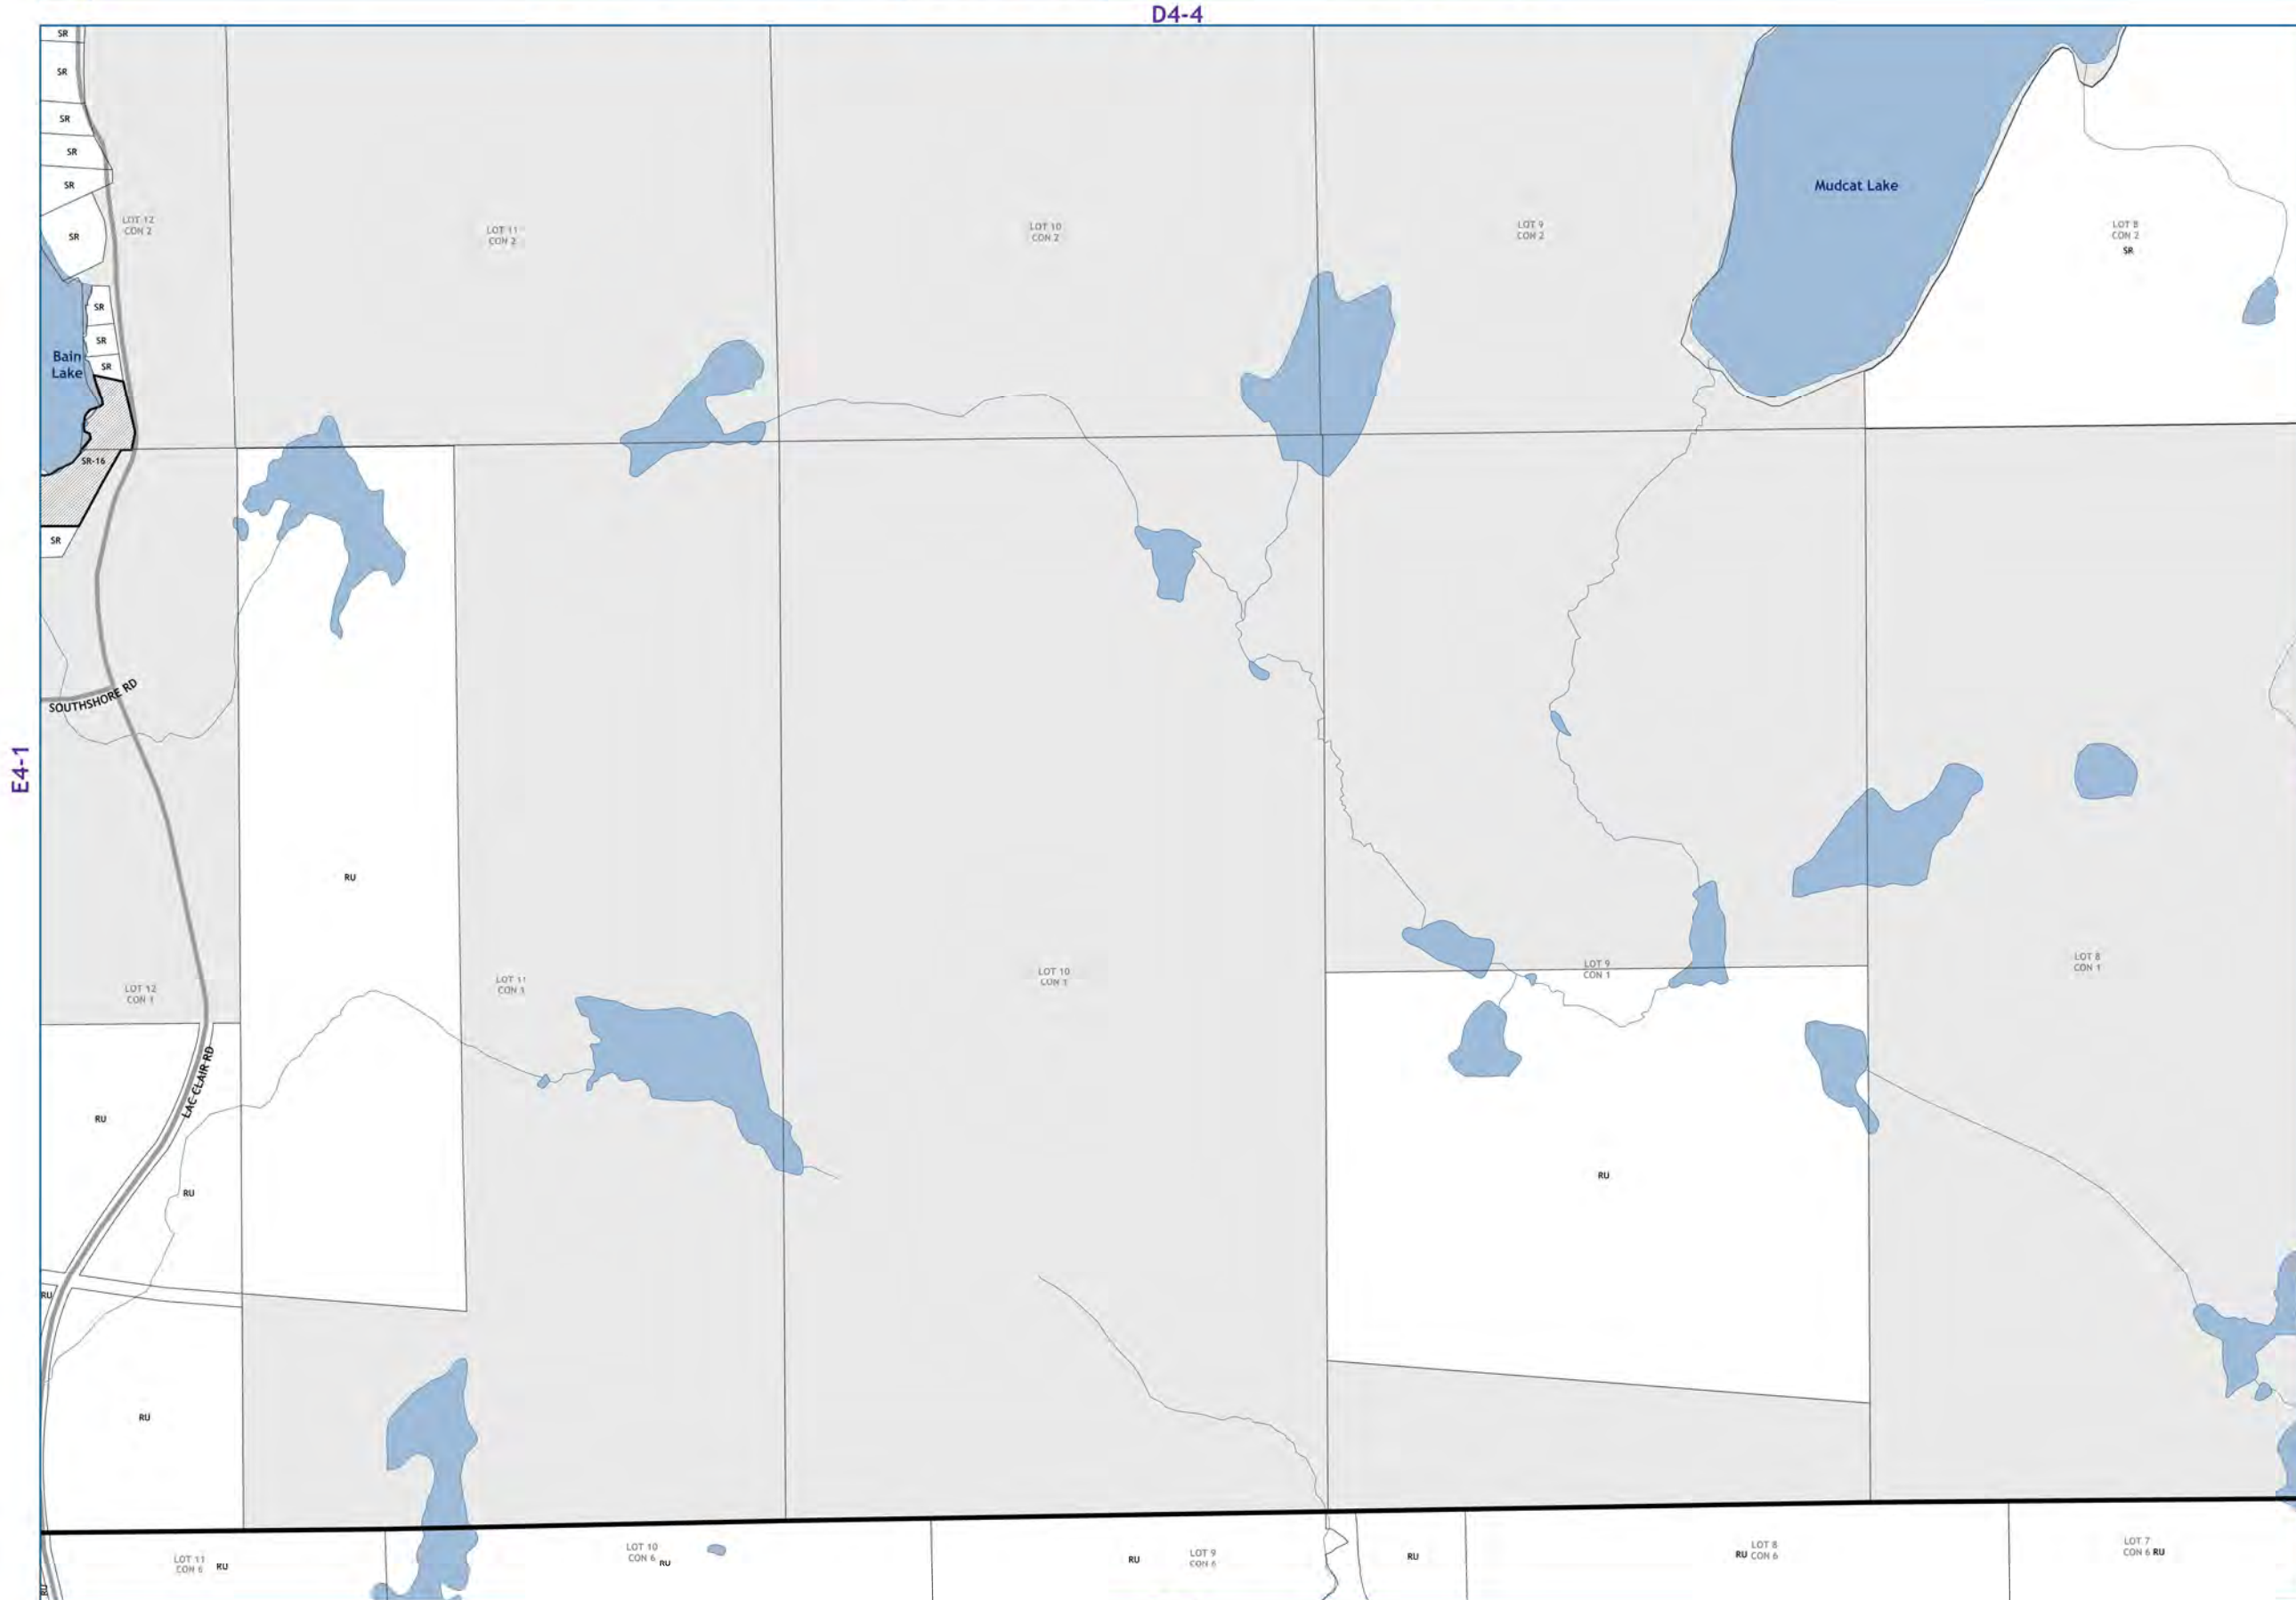 D4-4
SR
SR
SR
SR
SR
SR
SR
SR
SR
SR-16
SR
LOT 12
CON 2
LOT 11
CON 2
LOT 10
CON 2
LOT 9
CON 2
Mudcat Lake
LOT 8
CON 2
SR
Bain
Lake
SOUTHSHORE RD
E4-1
RU
LOT 12
CON 1
LOT 11
CON 1
LOT 10
CON 1
LOT 9
CON 1
LOT 8
CON 1
LAC CLAIR RD
RU
RU
RU
RU
RU
LOT 11
CON 6
RU
LOT 10
CON 6
RU
RU
LOT 9
CON 6
RU
RU
LOT 8
CON 6
LOT 7
CON 6 RU
RU